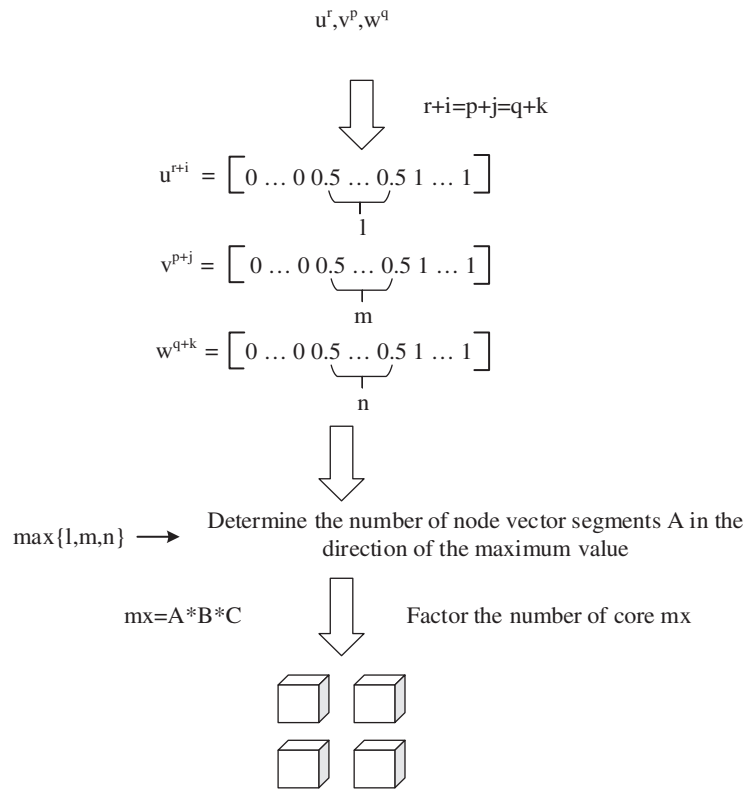 u^r,v^p,w^q
r+i=p+j=q+k
u^{r+i} = [0 … 0 0.5 … 0.5 1 … 1]
l
v^{p+j} = [0 … 0 0.5 … 0.5 1 … 1]
m
w^{q+k} = [0 … 0 0.5 … 0.5 1 … 1]
n
max{l,m,n}
Determine the number of node vector segments A in the
direction of the maximum value
mx=A*B*C
Factor the number of core mx